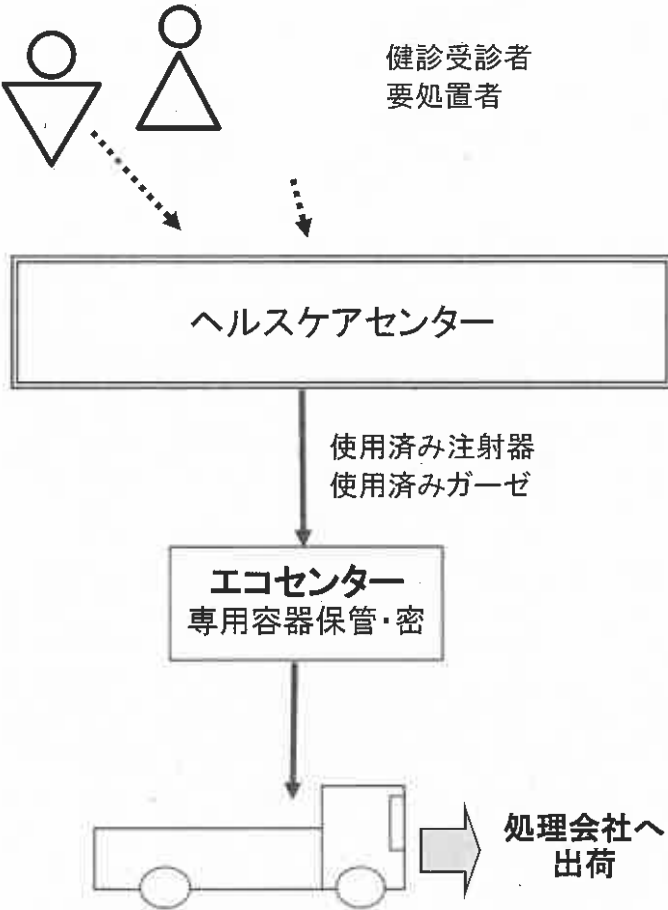 健診受診者
要処置者
ヘルスケアセンター
使用済み注射器
使用済みガーゼ
エコセンター
専用容器保管・密
処理会社へ
出荷